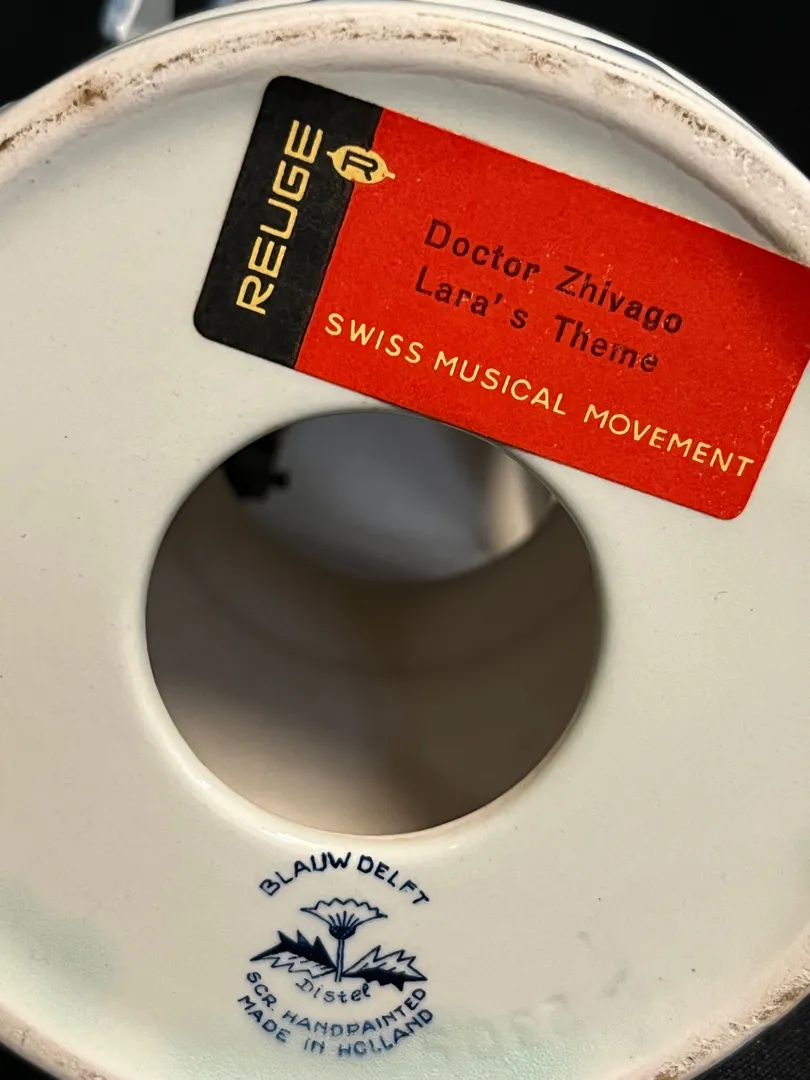 REUGE
R
Doctor Zhivago
Lara's Theme
SWISS MUSICAL MOVEMENT
BLAUW DELFT
Distel
SCR. HANDPAINTED
MADE IN HOLLAND